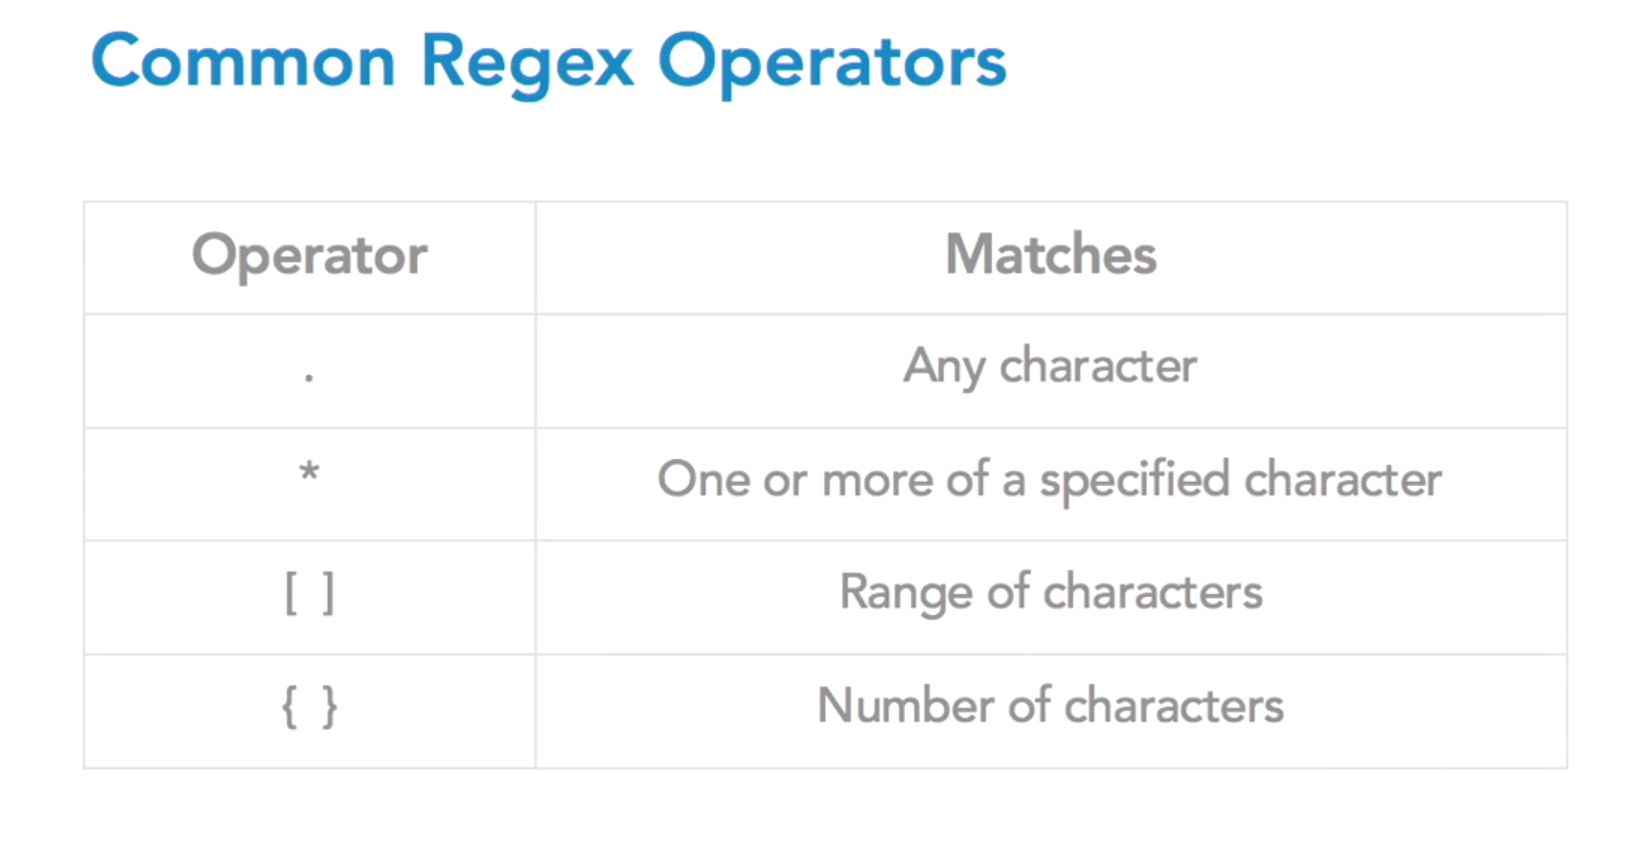 Common Regex Operators
Operator Matches
. Any character
* One or more of a specified character
[ ] Range of characters
{ } Number of characters